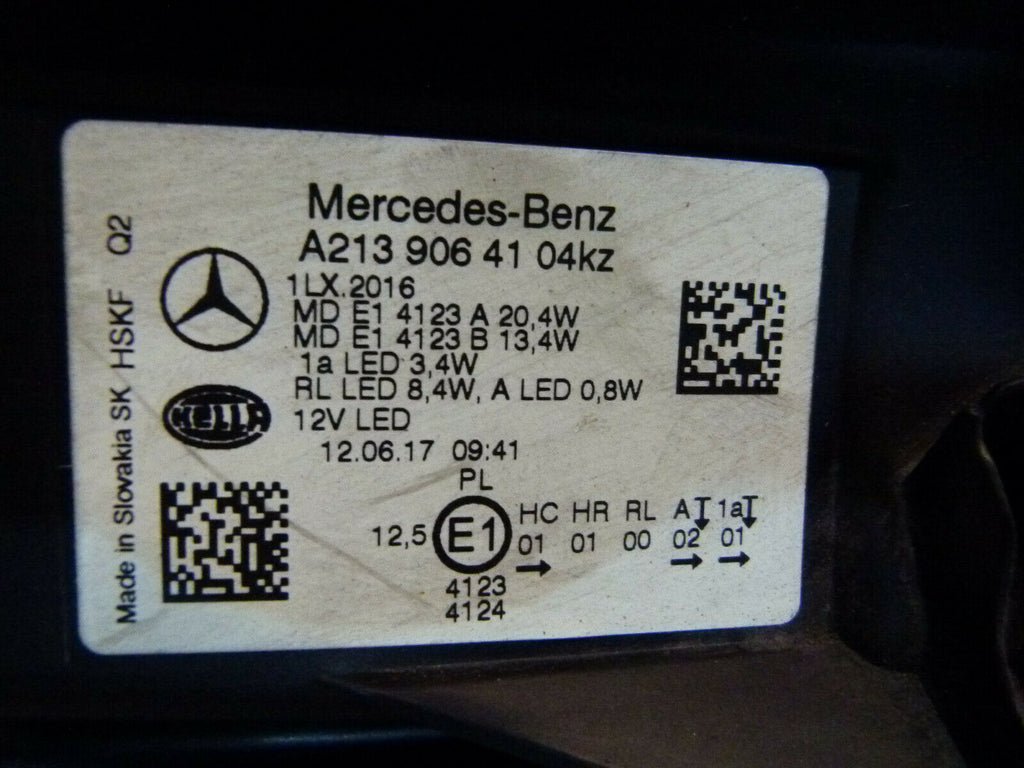 Mercedes-Benz
A213 906 41 04kz
1LX.2016
MD E1 4123 A 20,4W
MD E1 4123 B 13,4W
1a LED 3,4W
RL LED 8,4W, A LED 0,8W
12V LED
12.06.17 09:41
PL
12,5 E1 HC HR RL A 1a
01 01 00 02 01
4123
4124
HELLA
Made in Slovakia SK HSKF Q2